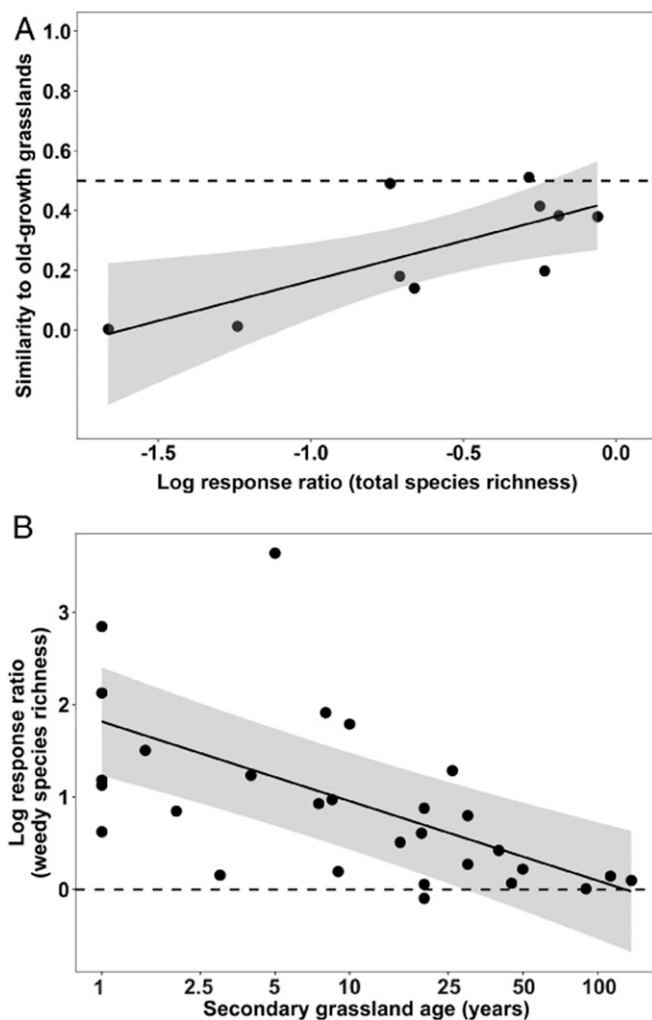 A
1.0
0.8
0.6
0.4
0.2
0.0
Similarity to old-growth grasslands
-1.5 -1.0 -0.5 0.0
Log response ratio (total species richness)
B
3
2
1
0
Log response ratio
(weedy species richness)
1 2.5 5 10 25 50 100
Secondary grassland age (years)